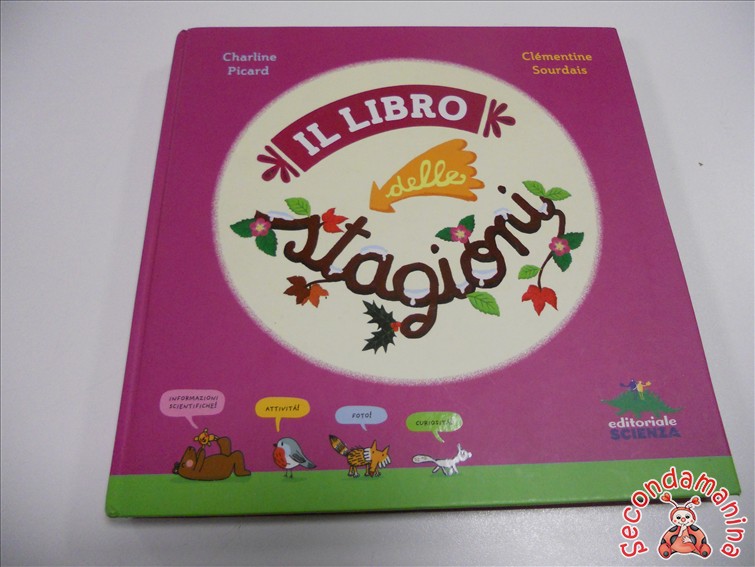 Charline
Picard
Clémentine
Sourdais
IL LIBRO
delle
stagioni
INFORMAZIONI
SCIENTIFICHE!
ATTIVITÀ!
FOTO!
CURIOSITÀ!
editoriale
SCIENZA
secondamanina